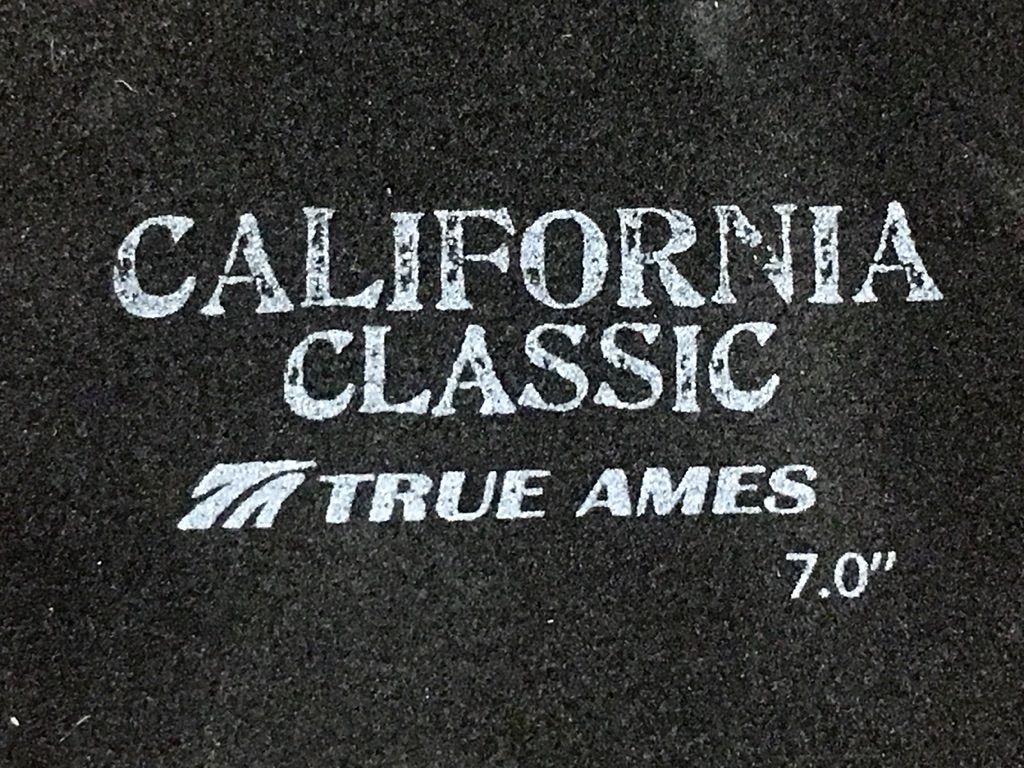 CALIFORNIA
CLASSIC
TRUE AMES
7.0"